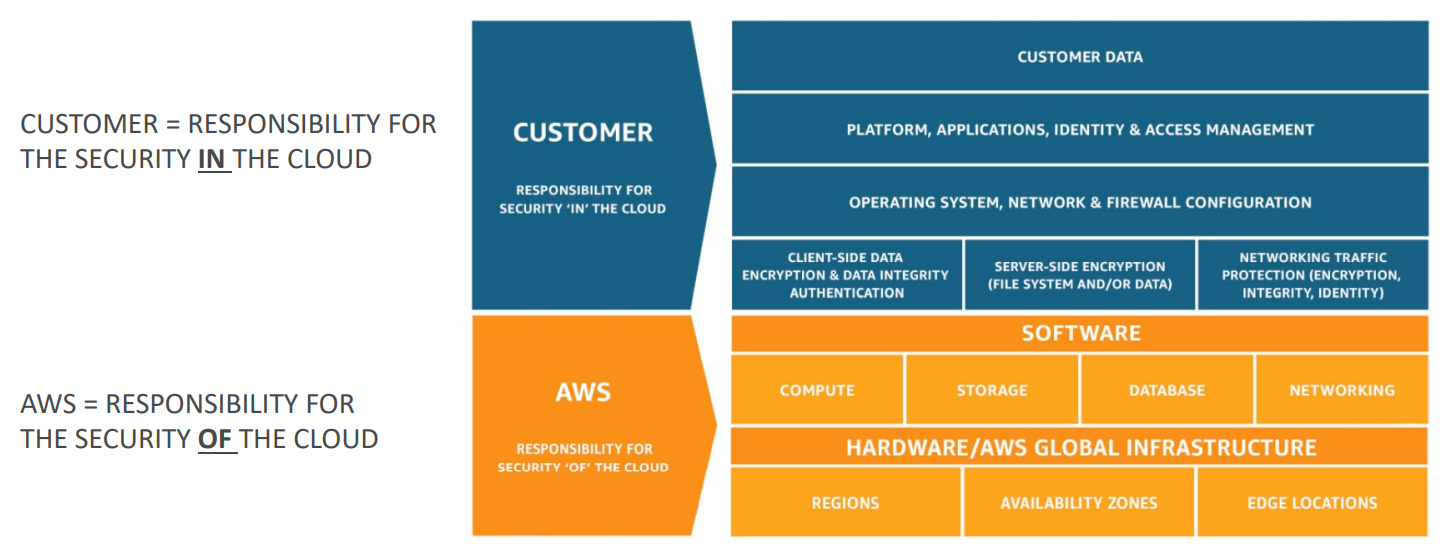 CUSTOMER = RESPONSIBILITY FOR
THE SECURITY IN THE CLOUD
CUSTOMER
RESPONSIBILITY FOR
SECURITY 'IN' THE CLOUD
CUSTOMER DATA
PLATFORM, APPLICATIONS, IDENTITY & ACCESS MANAGEMENT
OPERATING SYSTEM, NETWORK & FIREWALL CONFIGURATION
CLIENT-SIDE DATA
ENCRYPTION & DATA INTEGRITY
AUTHENTICATION
SERVER-SIDE ENCRYPTION
(FILE SYSTEM AND/OR DATA)
NETWORKING TRAFFIC
PROTECTION (ENCRYPTION,
INTEGRITY, IDENTITY)
AWS = RESPONSIBILITY FOR
THE SECURITY OF THE CLOUD
AWS
RESPONSIBILITY FOR
SECURITY 'OF' THE CLOUD
SOFTWARE
COMPUTE
STORAGE
DATABASE
NETWORKING
HARDWARE/AWS GLOBAL INFRASTRUCTURE
REGIONS
AVAILABILITY ZONES
EDGE LOCATIONS